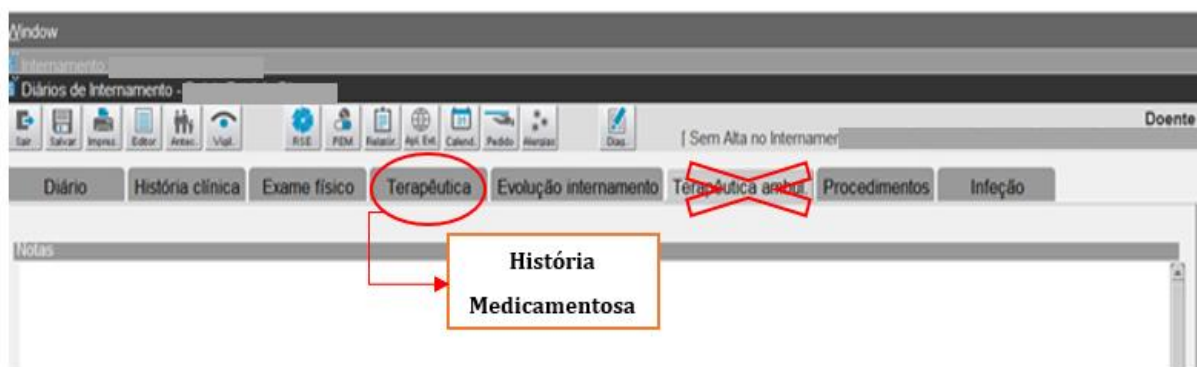 Window
Internamento
Diários de Internamento -
Sair Salvar Impres. Editor Antec. Vigil. RSE PEM Relatór. Apl. Ext. Calend. Pedido Alergias Diag.
[ Sem Alta no Internamen
Doente
Diário História clínica Exame físico Terapêutica Evolução internamento Terapêutica ambul. Procedimentos Infeção
Notas
História
Medicamentosa